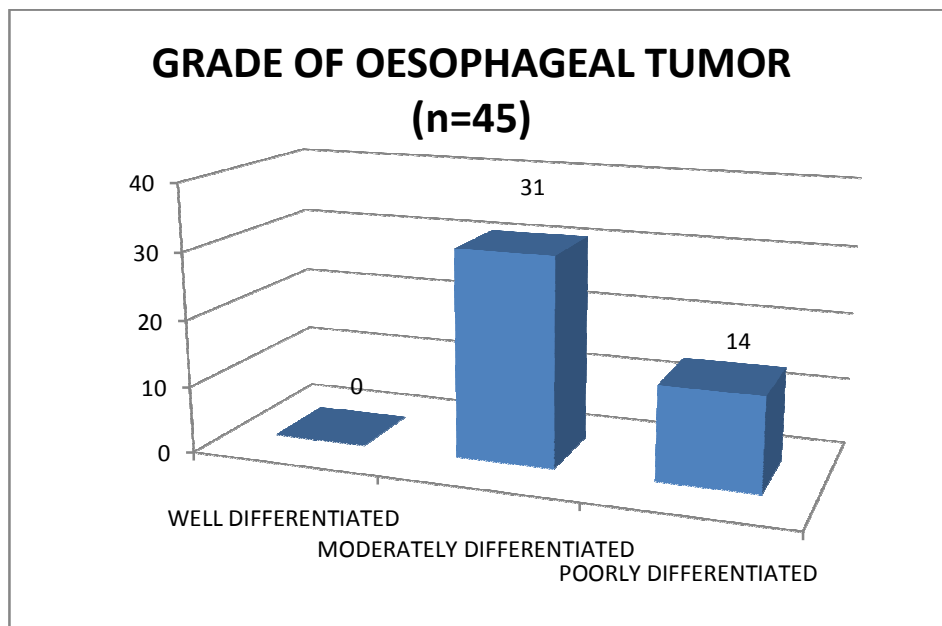 GRADE OF OESOPHAGEAL TUMOR
(n=45)
40
30
20
10
0
0
31
14
WELL DIFFERENTIATED
MODERATELY DIFFERENTIATED
POORLY DIFFERENTIATED